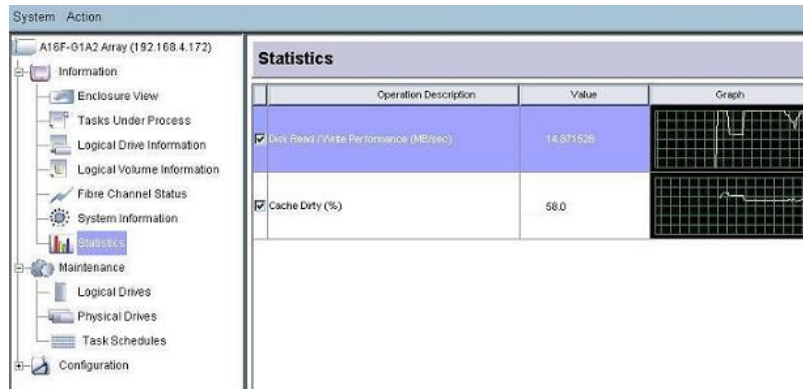 System Action
A16F-G1A2 Array (192.168.4.172)
Information
Enclosure View
Tasks Under Process
Logical Drive Information
Logical Volume Information
Fibre Channel Status
System Information
Statistics
Maintenance
Logical Drives
Physical Drives
Task Schedules
Configuration
Statistics
Operation Description Value Graph
Disk Read / Write Performance (MB/sec) 14.871528
Cache Dirty (%) 58.0